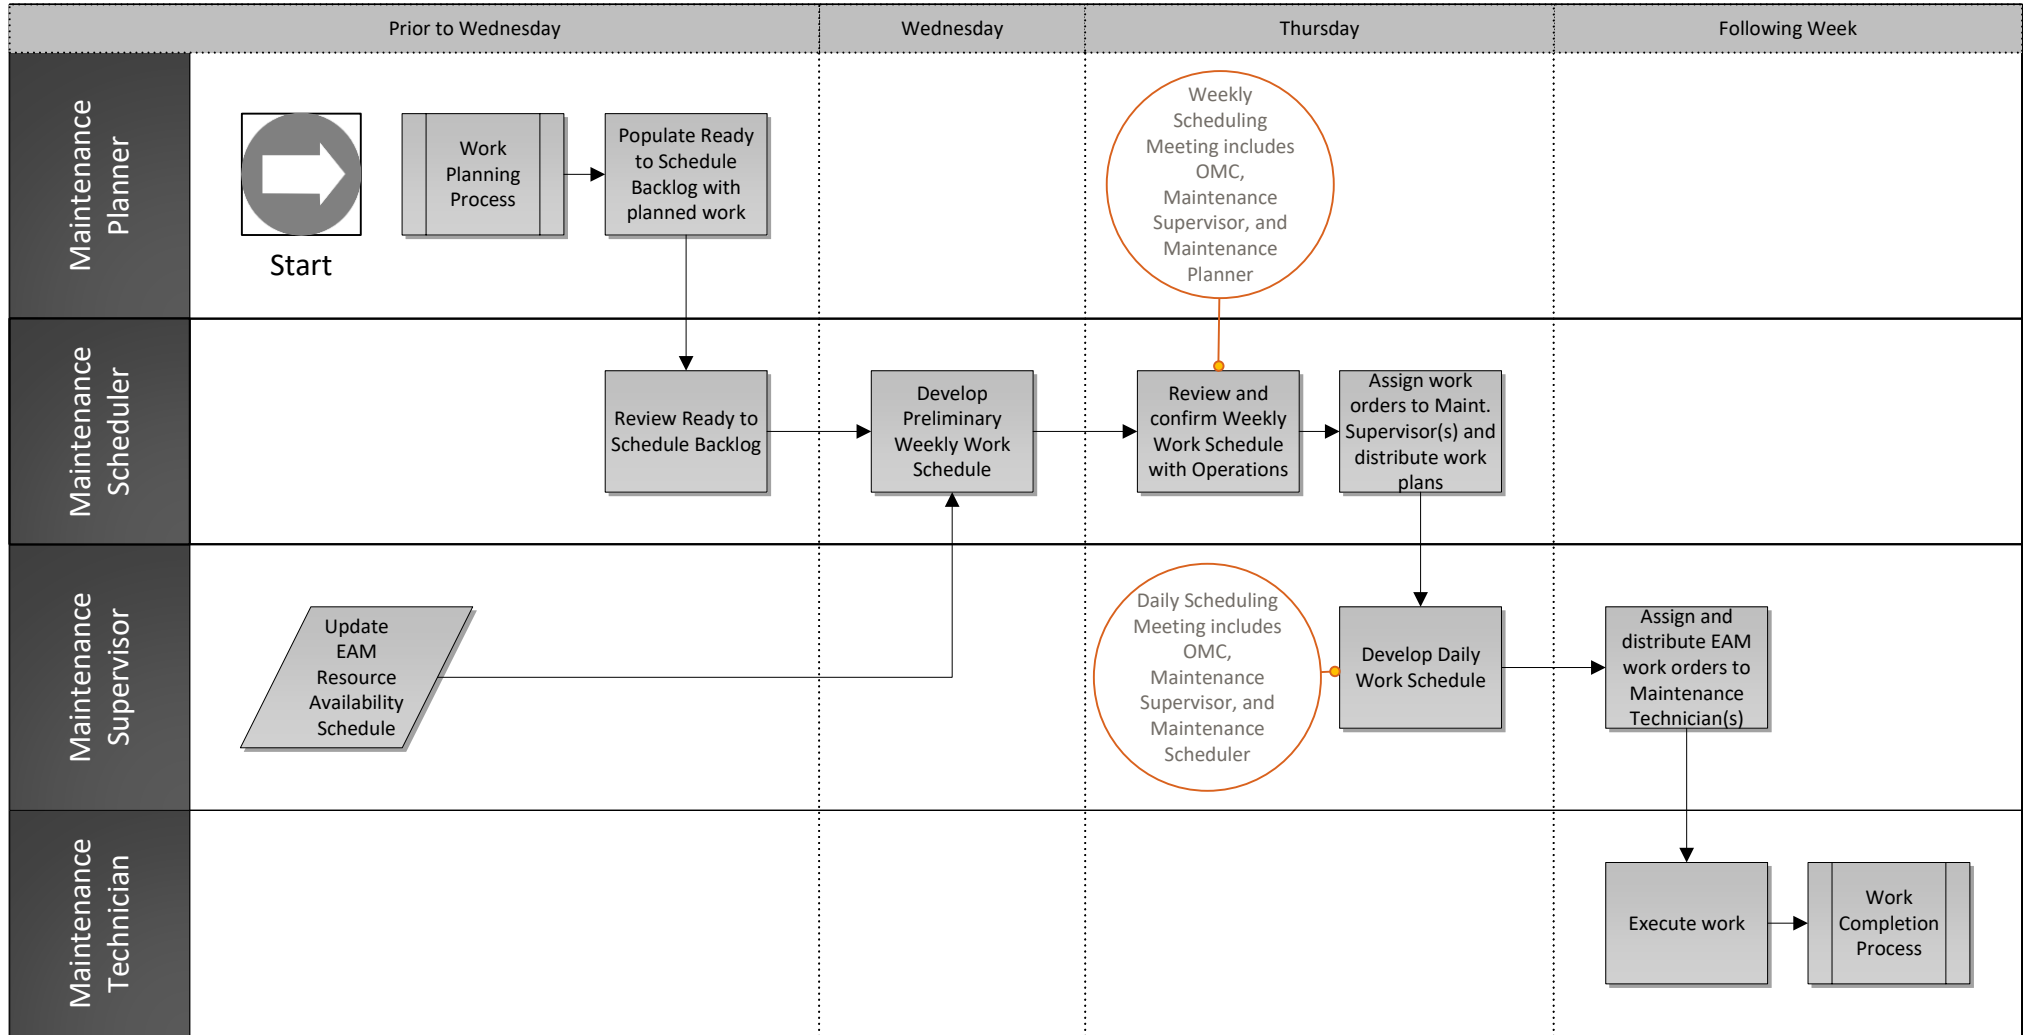 Prior to Wednesday
Wednesday
Thursday
Following Week
Maintenance
Planner
Start
Work
Planning
Process
Populate Ready
to Schedule
Backlog with
planned work
Weekly
Scheduling
Meeting includes
OMC,
Maintenance
Supervisor, and
Maintenance
Planner
Maintenance
Scheduler
Review Ready to
Schedule Backlog
Develop
Preliminary
Weekly Work
Schedule
Review and
confirm Weekly
Work Schedule
with Operations
Assign work
orders to Maint.
Supervisor(s) and
distribute work
plans
Maintenance
Supervisor
Update
EAM
Resource
Availability
Schedule
Daily Scheduling
Meeting includes
OMC,
Maintenance
Supervisor, and
Maintenance
Scheduler
Develop Daily
Work Schedule
Assign and
distribute EAM
work orders to
Maintenance
Technician(s)
Maintenance
Technician
Execute work
Work
Completion
Process